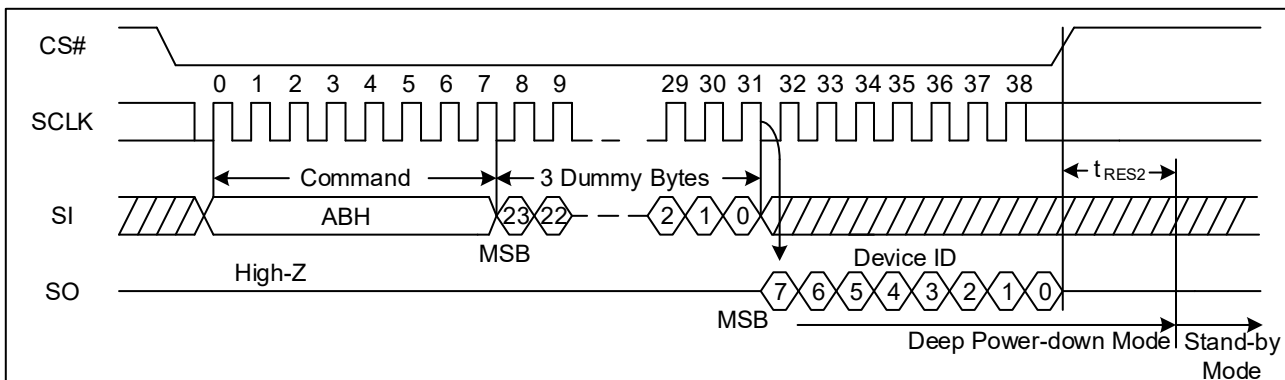 CS#
0 1 2 3 4 5 6 7 8 9 29 30 31 32 33 34 35 36 37 38
SCLK
Command 3 Dummy Bytes tRES2
SI ABH 23 22 2 1 0
MSB
High-Z Device ID
SO 7 6 5 4 3 2 1 0
MSB
Deep Power-down Mode Stand-by
Mode